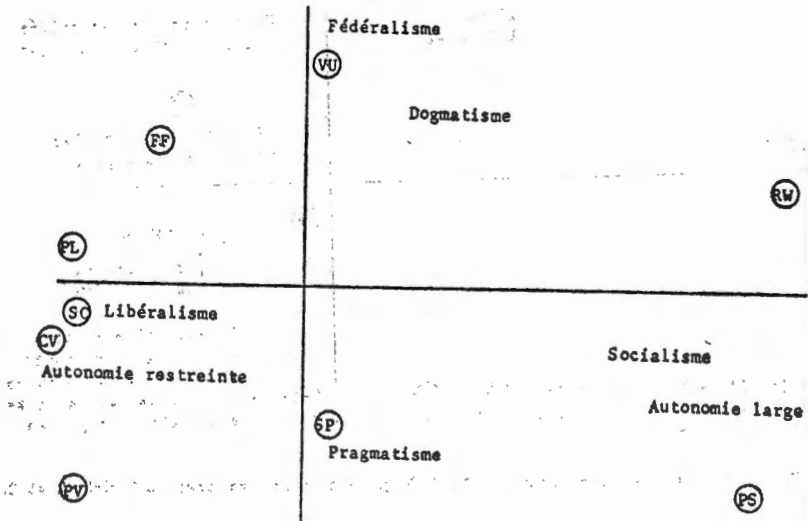 Fédéralisme
VU
Dogmatisme
FF
RW
PL
SC Libéralisme
CV
Socialisme
Autonomie restreinte
Autonomie large
SP
Pragmatisme
PV
PS